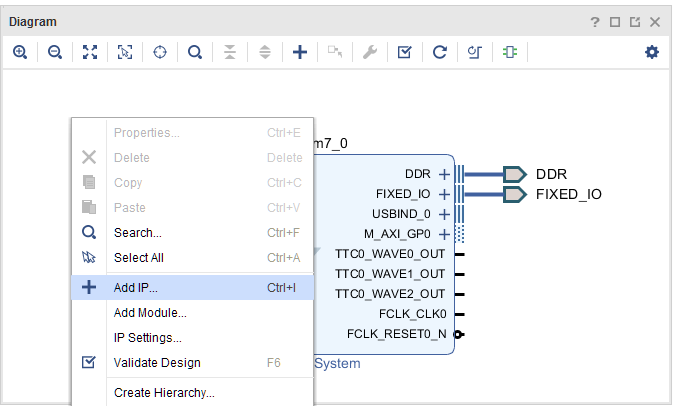 Diagram
Properties... Ctrl+E
Delete Delete
Copy Ctrl+C
Paste Ctrl+V
Search... Ctrl+F
Select All Ctrl+A
Add IP... Ctrl+I
Add Module...
IP Settings...
Validate Design F6
Create Hierarchy...
m7_0
DDR
FIXED_IO
USBIND_0
M_AXI_GP0
TTC0_WAVE0_OUT
TTC0_WAVE1_OUT
TTC0_WAVE2_OUT
FCLK_CLK0
FCLK_RESET0_N
System
DDR
FIXED_IO